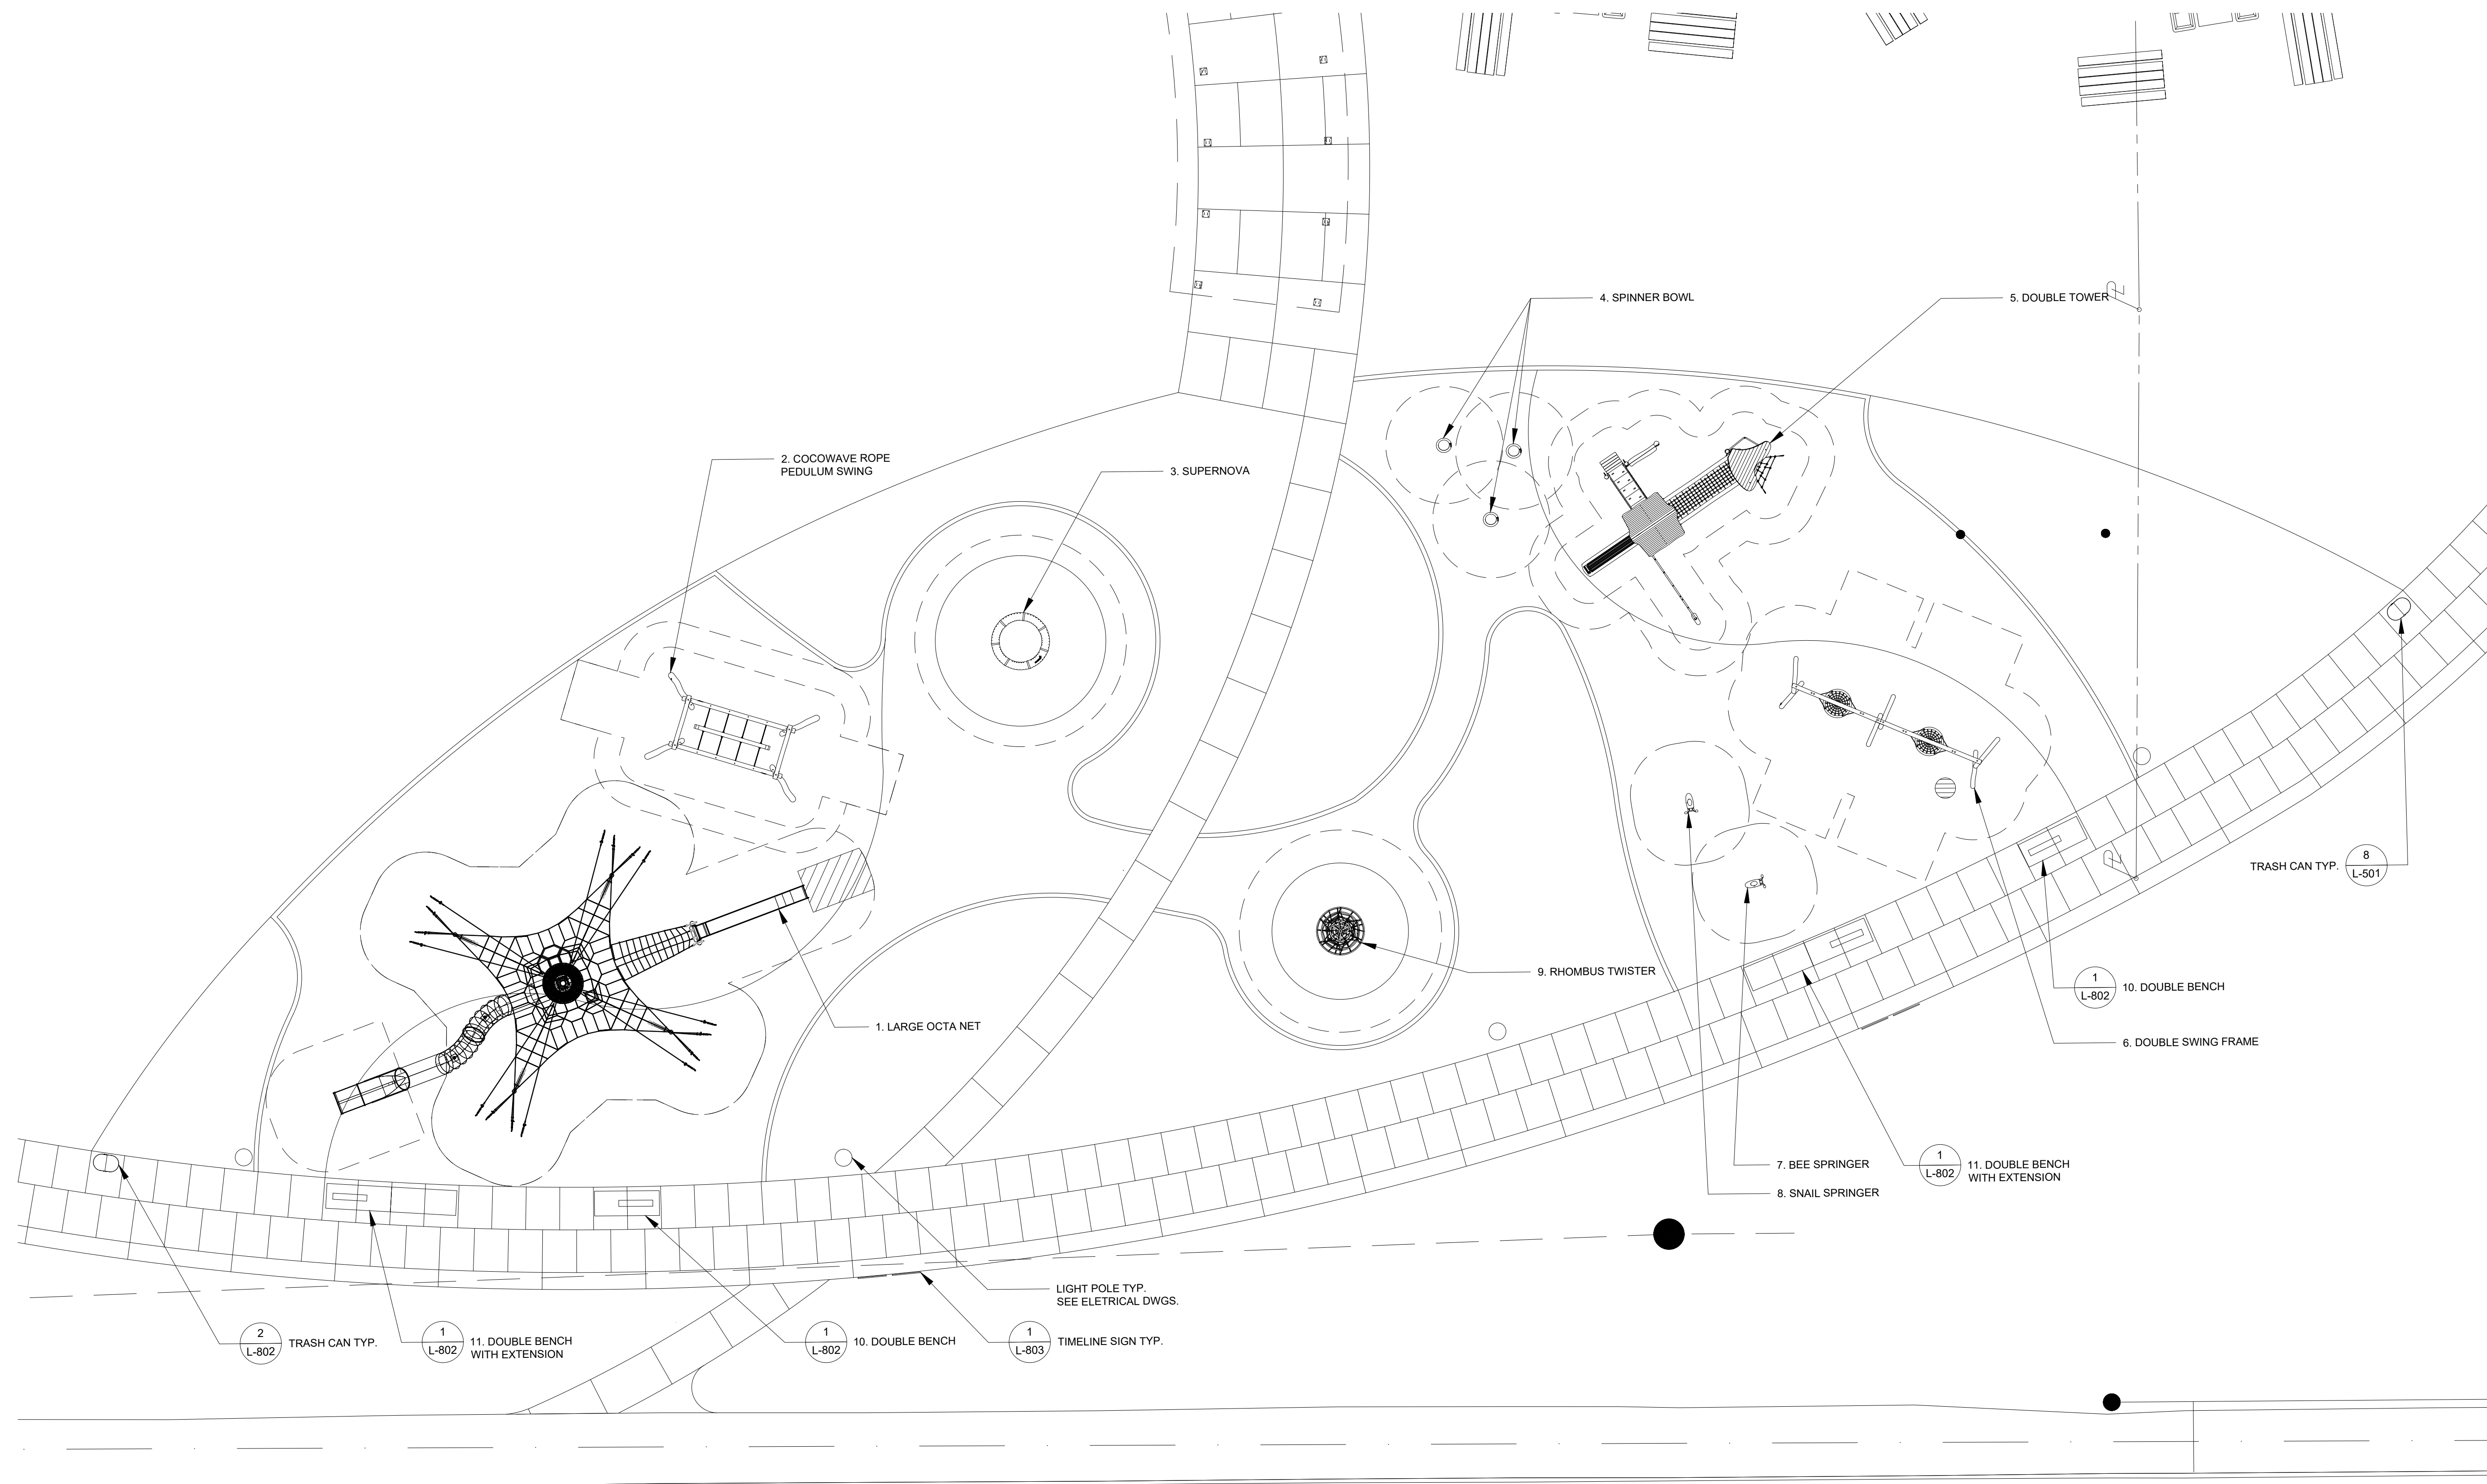 4. SPINNER BOWL
5. DOUBLE TOWER
2. COCOWAVE ROPE
PEDULUM SWING
3. SUPERNOVA
TRASH CAN TYP.
8
L-501
9. RHOMBUS TWISTER
1
L-802
10. DOUBLE BENCH
1. LARGE OCTA NET
6. DOUBLE SWING FRAME
7. BEE SPRINGER
1
L-802
11. DOUBLE BENCH
WITH EXTENSION
8. SNAIL SPRINGER
LIGHT POLE TYP.
SEE ELETRICAL DWGS.
2
L-802
TRASH CAN TYP.
1
L-802
11. DOUBLE BENCH
WITH EXTENSION
1
L-802
10. DOUBLE BENCH
1
L-803
TIMELINE SIGN TYP.